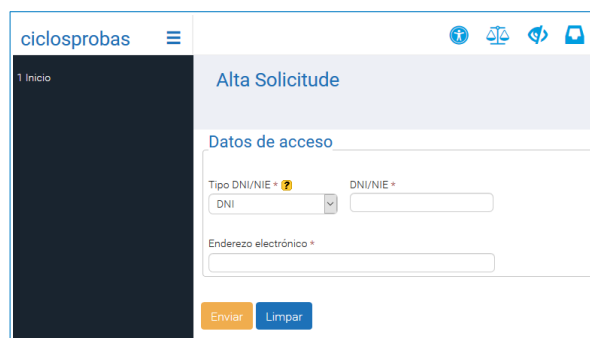 ciclosprobas
1 Inicio
Alta Solicitude
Datos de acceso
Tipo DNI/NIE * ? DNI/NIE *
DNI
Enderezo electrónico *
Enviar Limpar